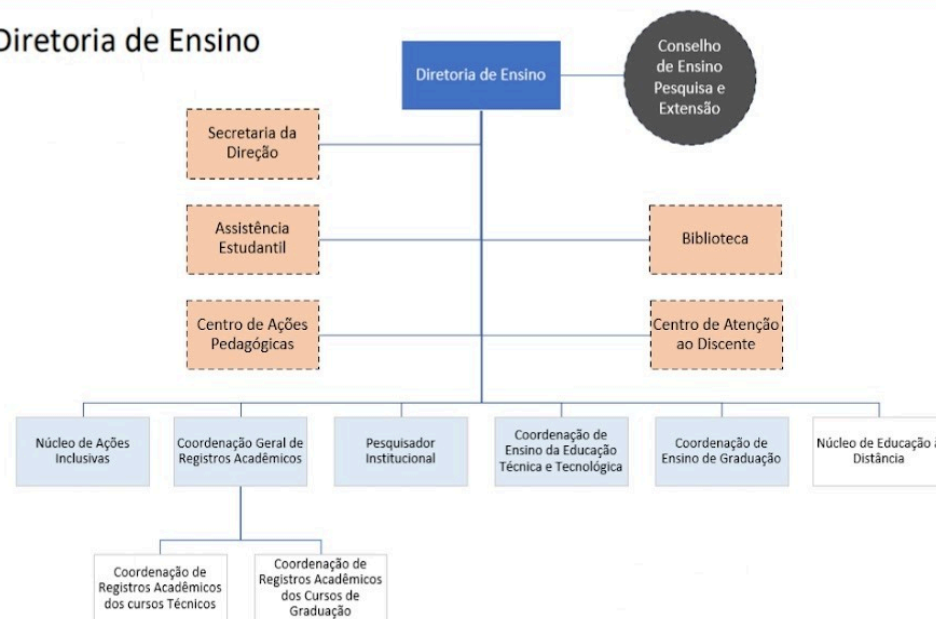 Diretoria de Ensino
Diretoria de Ensino
Conselho
de Ensino
Pesquisa e
Extensão
Secretaria da
Direção
Assistência
Estudantil
Biblioteca
Centro de Ações
Pedagógicas
Centro de Atenção
ao Discente
Núcleo de Ações
Inclusivas
Coordenação Geral de
Registros Acadêmicos
Pesquisador
Institucional
Coordenação de
Ensino da Educação
Técnica e Tecnológica
Coordenação de
Ensino de Graduação
Núcleo de Educação à
Distância
Coordenação de
Registros Acadêmicos
dos cursos Técnicos
Coordenação de
Registros Acadêmicos
dos Cursos de
Graduação